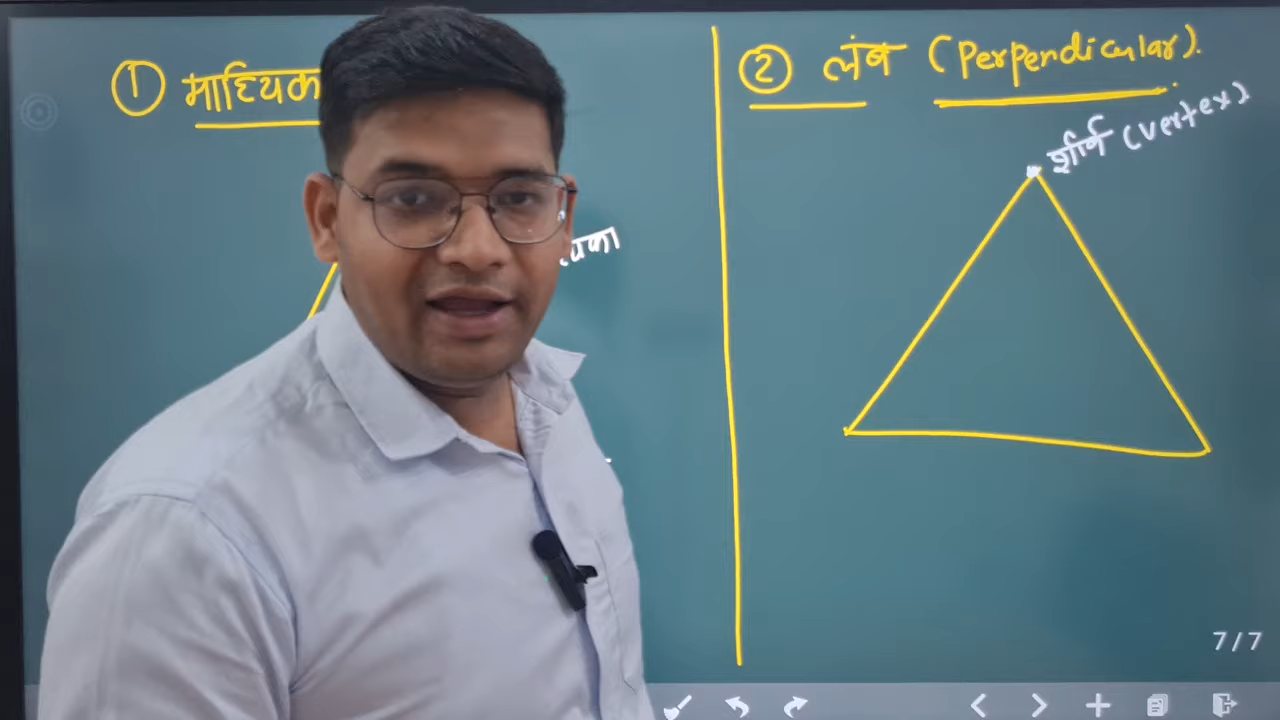 ① माध्यिका
② लंब (Perpendicular).
शीर्ष (Vertex)
7/7